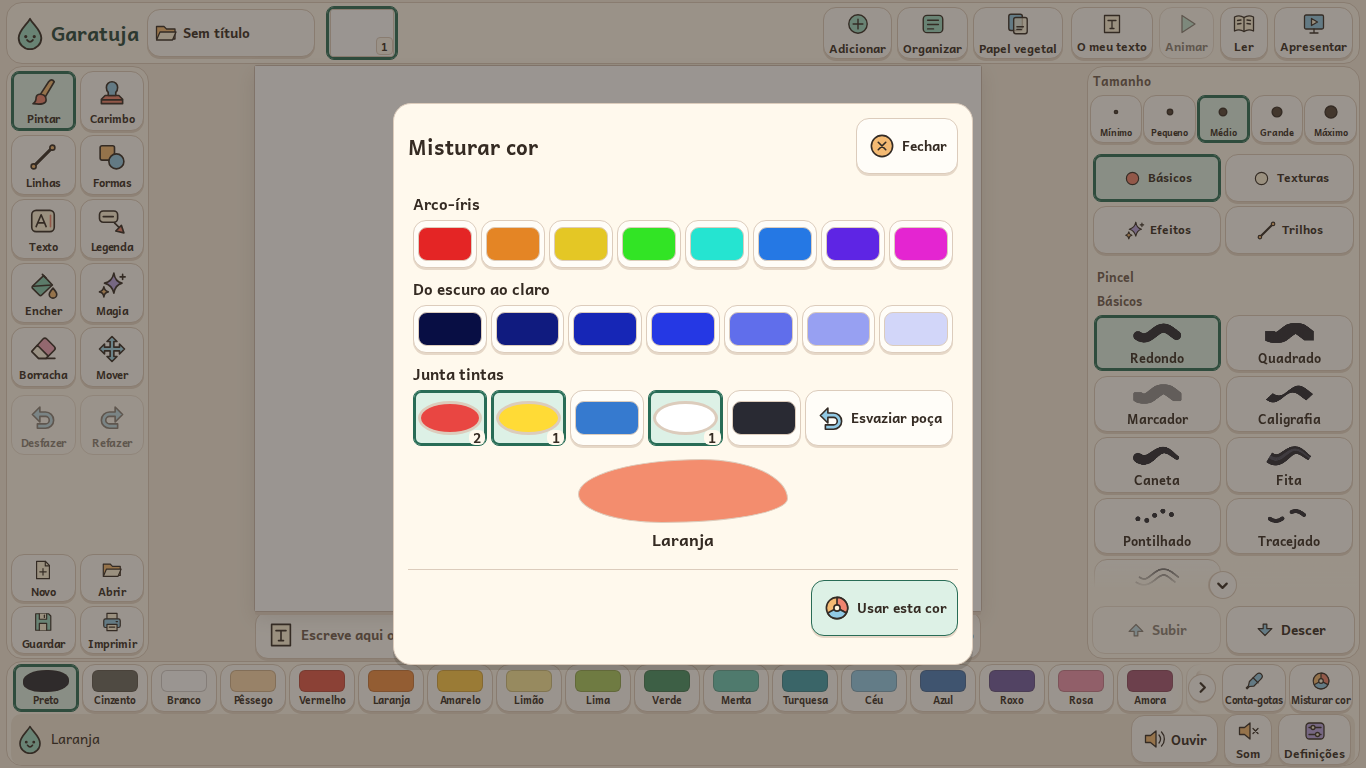 Garatuja
Sem título
1
Adicionar
Organizar
Papel vegetal
O meu texto
Animar
Ler
Apresentar
Pintar
Carimbo
Linhas
Formas
Texto
Legenda
Encher
Magia
Borracha
Mover
Desfazer
Refazer
Novo
Abrir
Guardar
Imprimir
Misturar cor
Fechar
Arco-íris
Do escuro ao claro
Junta tintas
2
1
1
Esvaziar poça
Laranja
Usar esta cor
Escreve aqui o
Tamanho
Mínimo
Pequeno
Médio
Grande
Máximo
Básicos
Texturas
Efeitos
Trilhos
Pincel
Básicos
Redondo
Quadrado
Marcador
Caligrafia
Caneta
Fita
Pontilhado
Tracejado
Subir
Descer
Preto
Cinzento
Branco
Pêssego
Vermelho
Laranja
Amarelo
Limão
Lima
Verde
Menta
Turquesa
Céu
Azul
Roxo
Rosa
Amora
Conta-gotas
Misturar cor
Laranja
Ouvir
Som
Definições